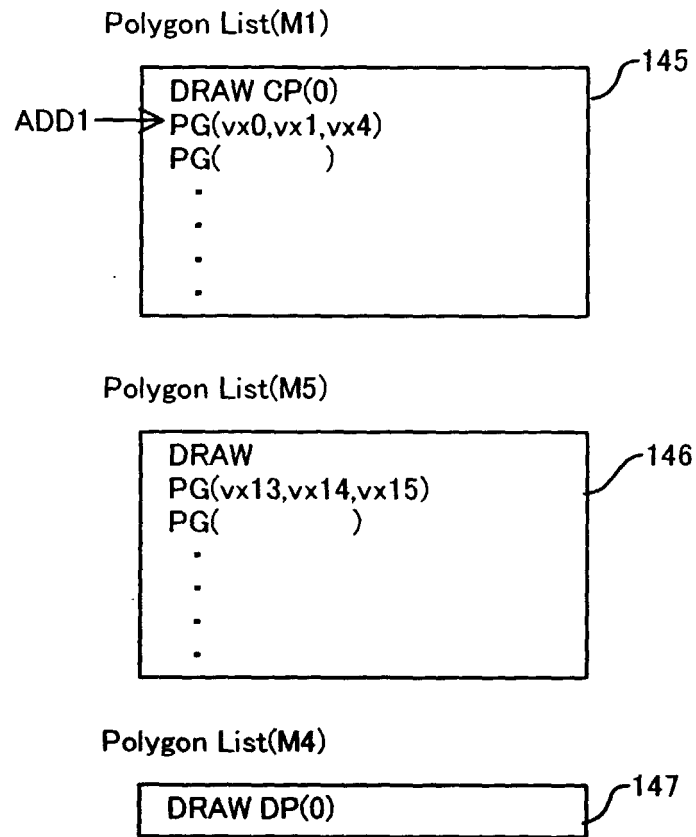 Polygon List(M1)
145
DRAW CP(0)
ADD1
PG(vx0,vx1,vx4)
PG( )
Polygon List(M5)
146
DRAW
PG(vx13,vx14,vx15)
PG( )
Polygon List(M4)
147
DRAW DP(0)